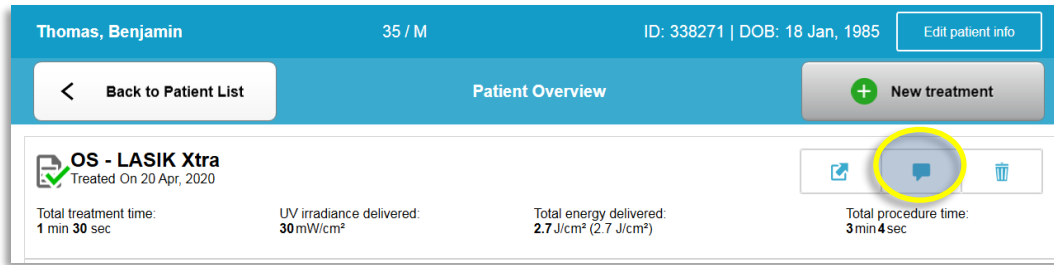 Thomas, Benjamin 35 / M ID: 338271 | DOB: 18 Jan, 1985 Edit patient info
Back to Patient List Patient Overview New treatment
OS - LASIK Xtra
Treated On 20 Apr, 2020
Total treatment time: UV irradiance delivered: Total energy delivered: Total procedure time:
1 min 30 sec 30 mW/cm² 2.7 J/cm² (2.7 J/cm²) 3 min 4 sec